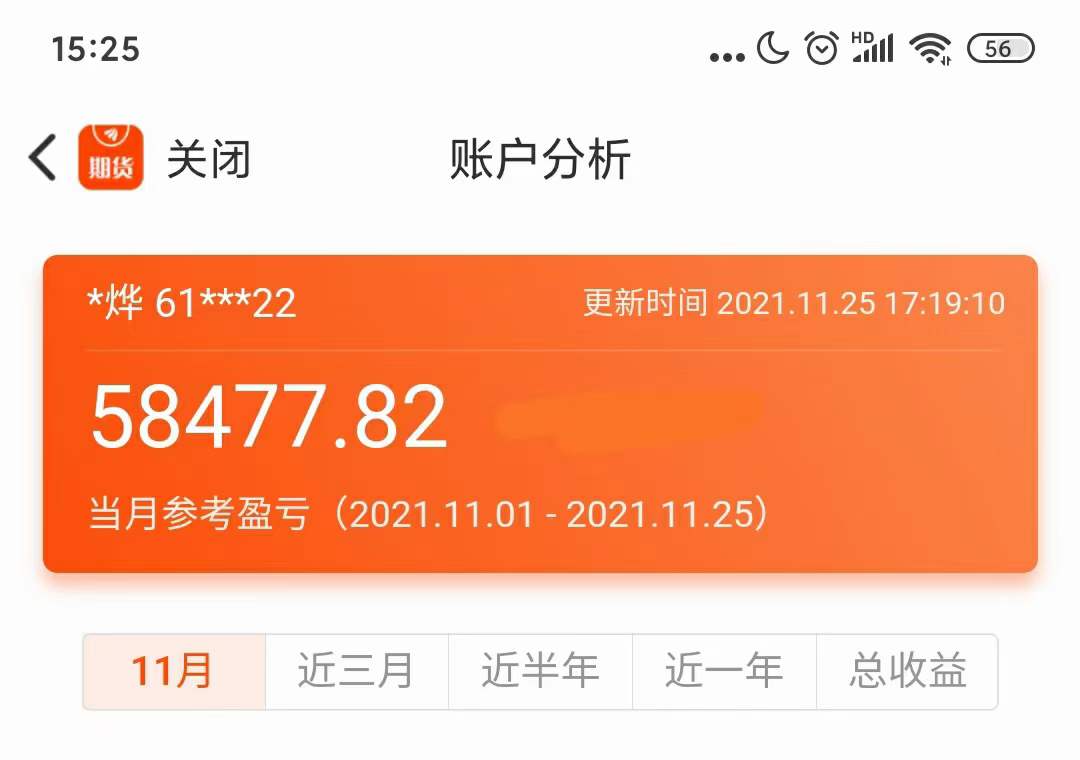 15:25 HD 56
期货 关闭 账户分析
*烨 61***22 更新时间 2021.11.25 17:19:10
58477.82
当月参考盈亏（2021.11.01 - 2021.11.25）
11月 近三月 近半年 近一年 总收益